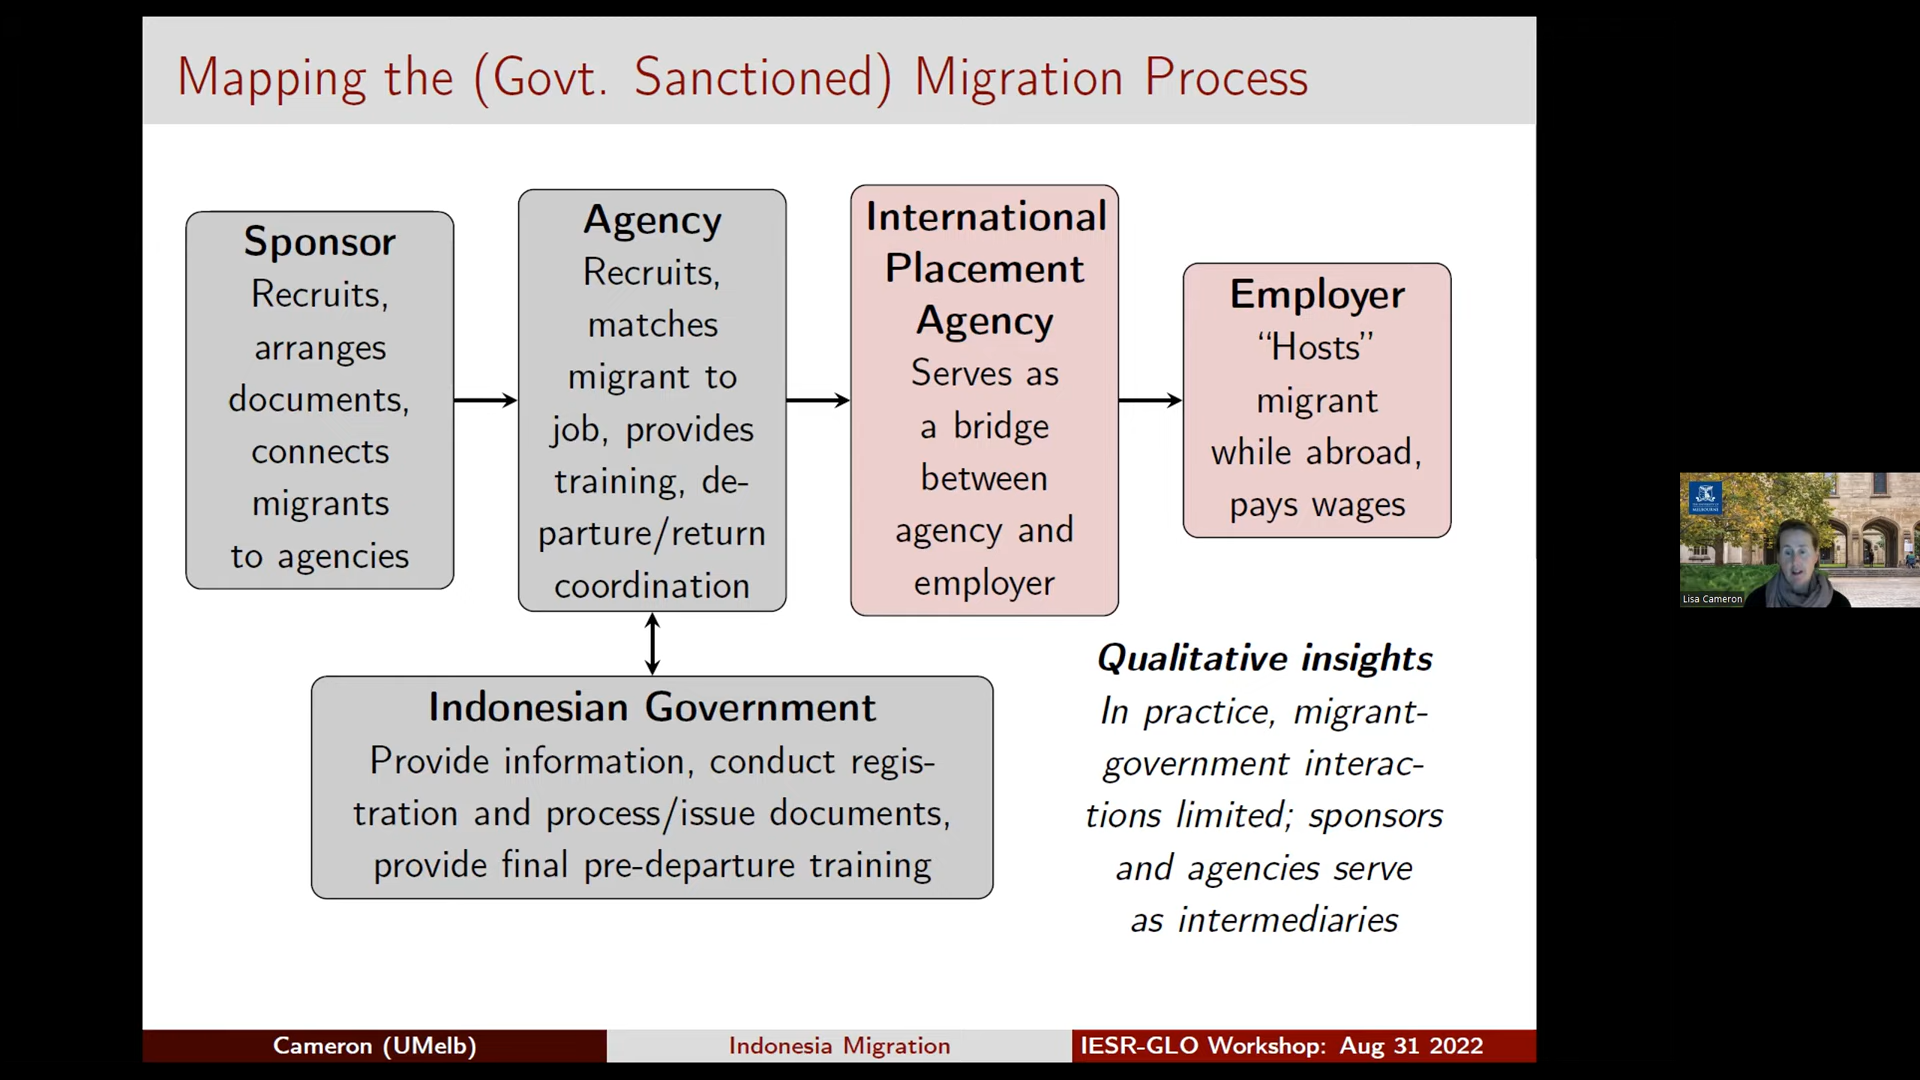 Mapping the (Govt. Sanctioned) Migration Process
Sponsor
Recruits,
arranges
documents,
connects
migrants
to agencies
Agency
Recruits,
matches
migrant to
job, provides
training, de-
parture/return
coordination
International
Placement
Agency
Serves as
a bridge
between
agency and
employer
Employer
“Hosts”
migrant
while abroad,
pays wages
Indonesian Government
Provide information, conduct regis-
tration and process/issue documents,
provide final pre-departure training
Qualitative insights
In practice, migrant-
government interac-
tions limited; sponsors
and agencies serve
as intermediaries
Cameron (UMelb)
Indonesia Migration
IESR-GLO Workshop: Aug 31 2022
Lisa Cameron